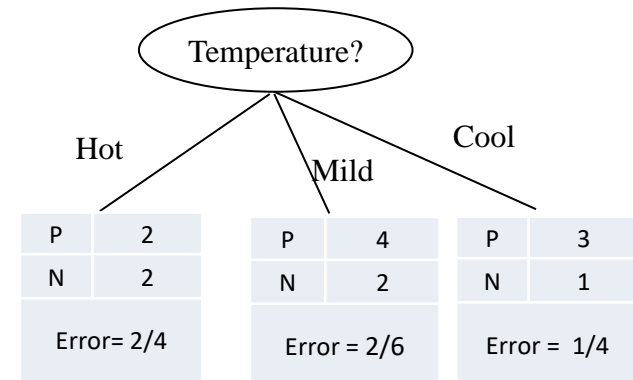 Temperature?
Hot
Mild
Cool
P 2
N 2
Error= 2/4
P 4
N 2
Error = 2/6
P 3
N 1
Error = 1/4